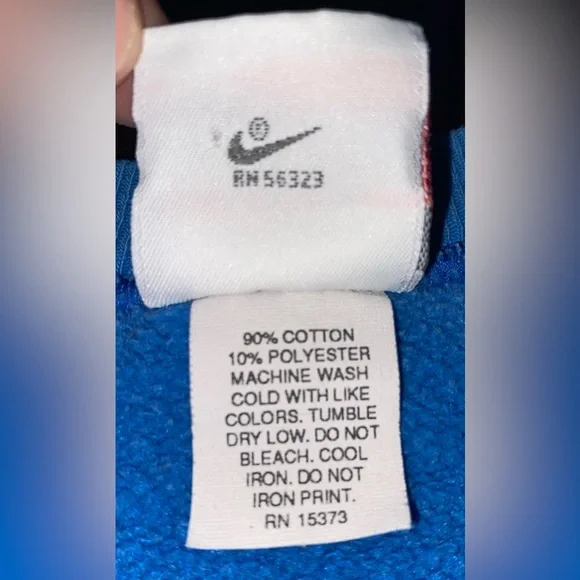 RN 56323
90% COTTON
10% POLYESTER
MACHINE WASH
COLD WITH LIKE
COLORS. TUMBLE
DRY LOW. DO NOT
BLEACH. COOL
IRON. DO NOT
IRON PRINT.
RN 15373